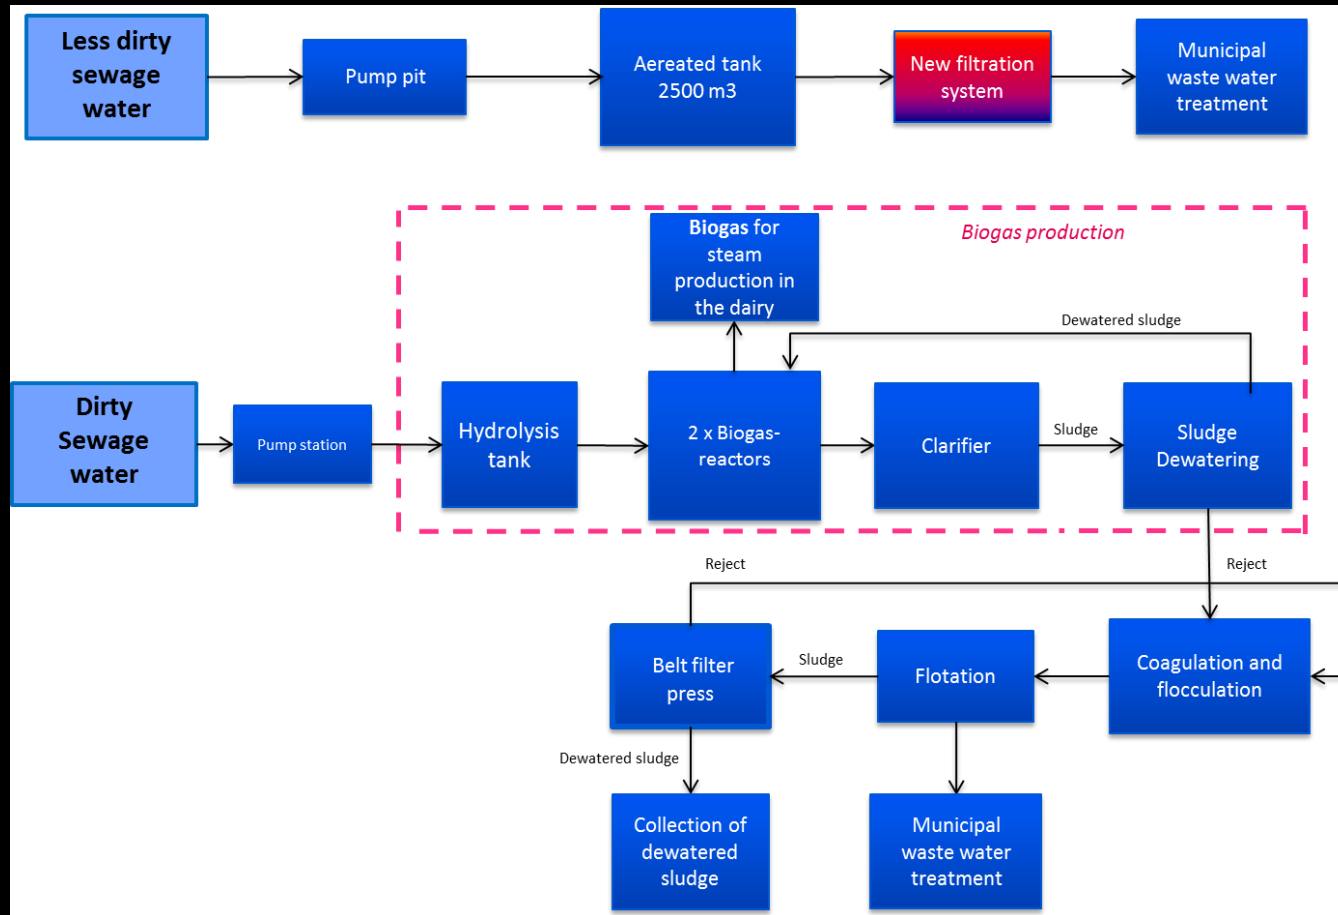 Less dirty
sewage
water
Pump pit
Aereated tank
2500 m3
New filtration
system
Municipal
waste water
treatment
Biogas production
Biogas for
steam
production in
the dairy
Dewatered sludge
Dirty
Sewage
water
Pump station
Hydrolysis
tank
2 x Biogas-
reactors
Clarifier
Sludge
Sludge
Dewatering
Reject
Reject
Belt filter
press
Sludge
Flotation
Coagulation and
flocculation
Dewatered sludge
Collection of
dewatered
sludge
Municipal
waste water
treatment